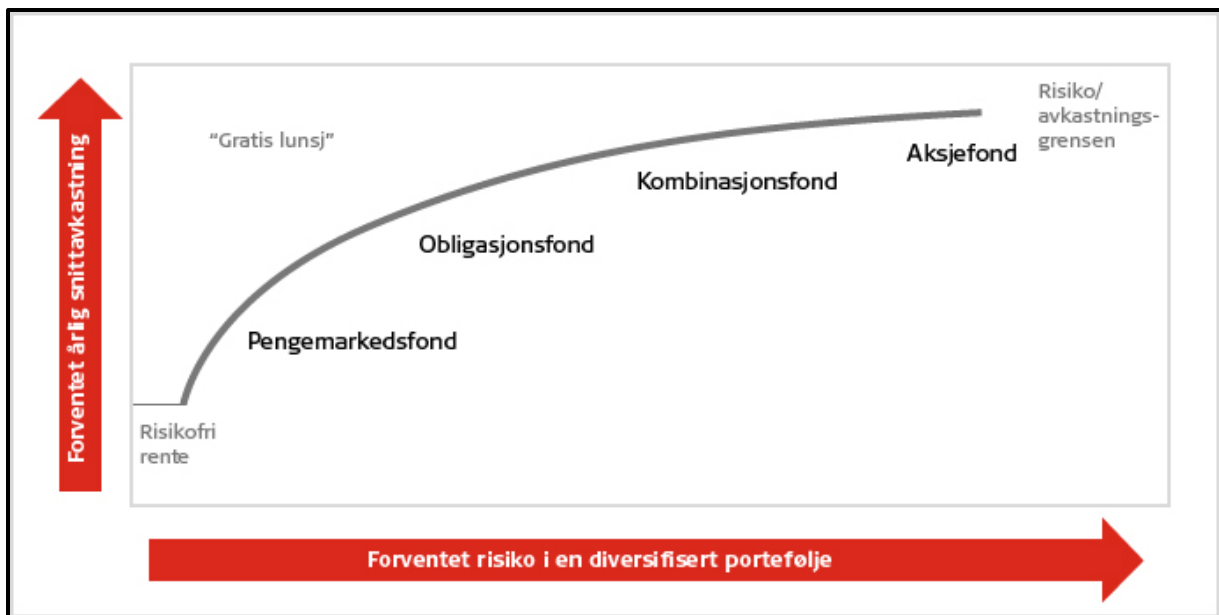 Forventet årlig snittavkastning
"Gratis lunsj"
Risiko/
avkastnings-
grensen
Aksjefond
Kombinasjonsfond
Obligasjonsfond
Pengemarkedsfond
Risikofri
rente
Forventet risiko i en diversifisert portefølje